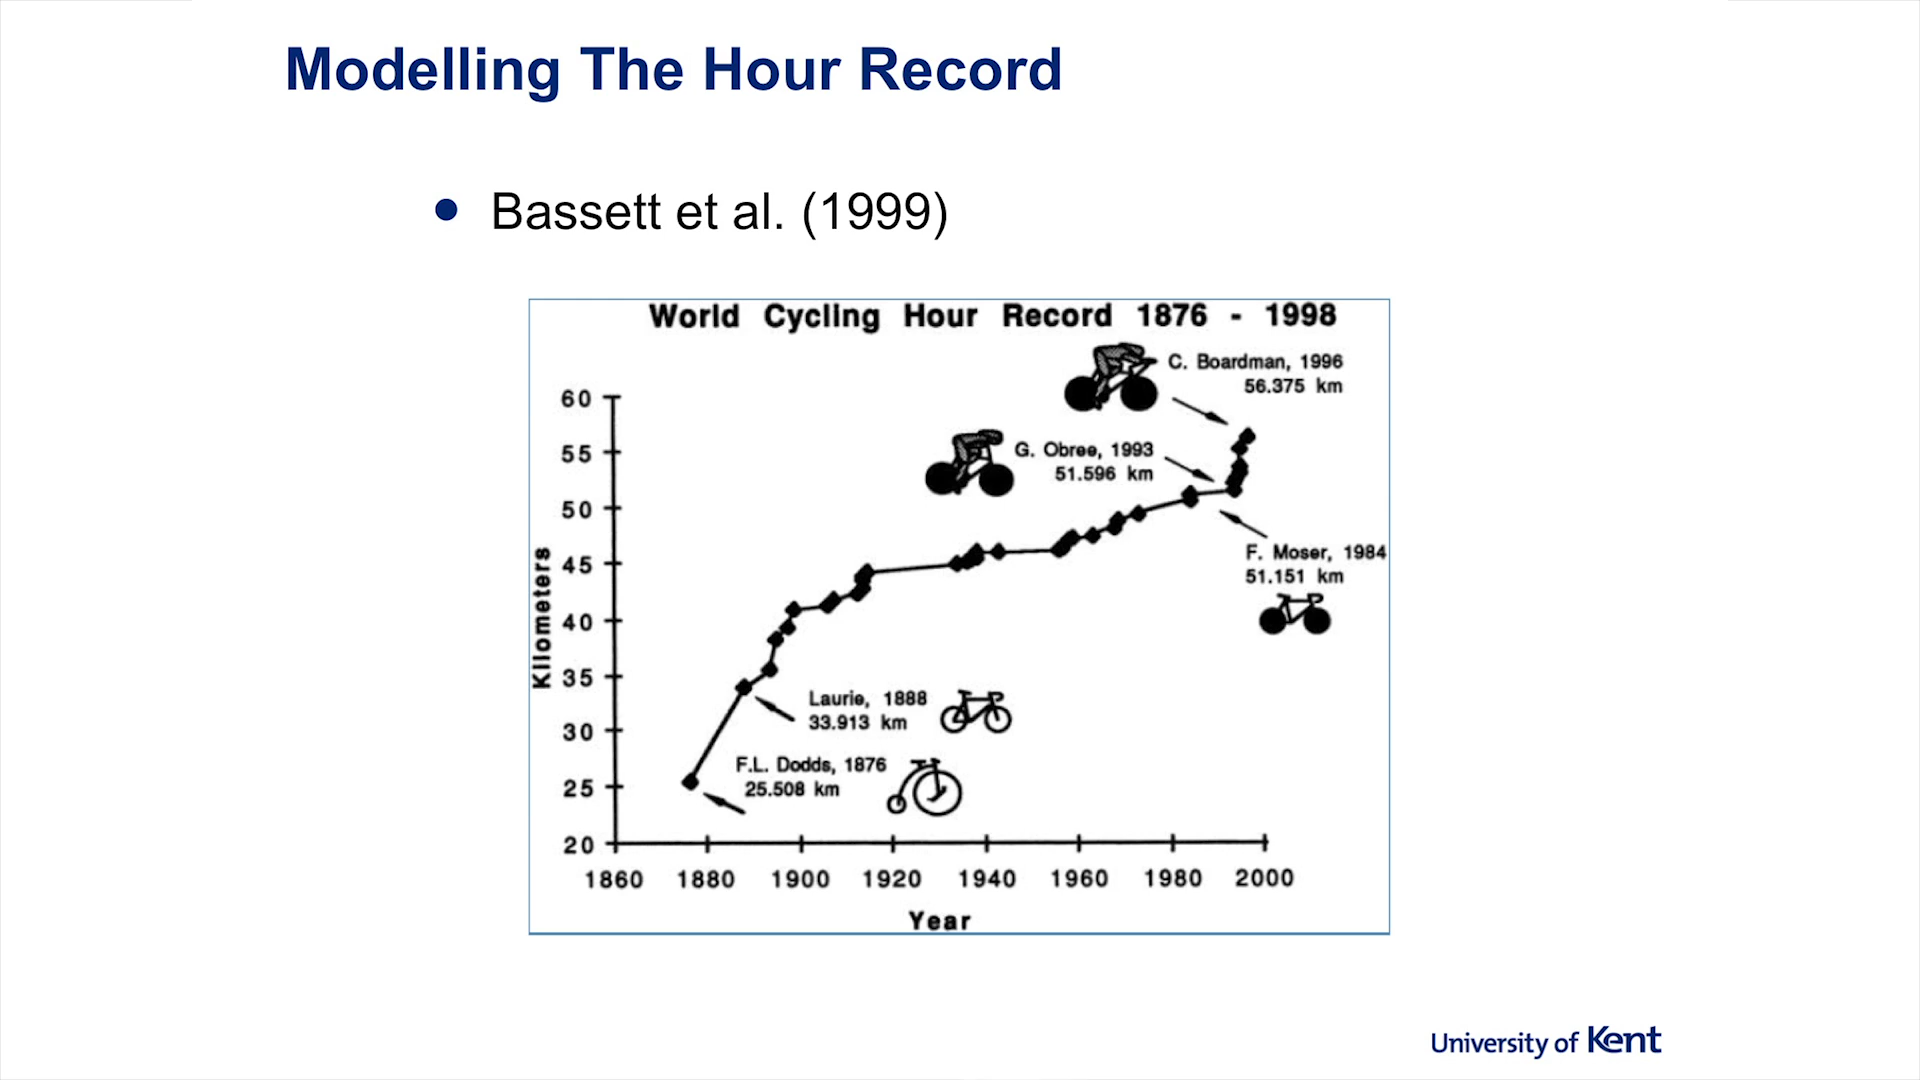 Modelling The Hour Record
• Bassett et al. (1999)
World Cycling Hour Record 1876 - 1998
C. Boardman, 1996
56.375 km
G. Obree, 1993
51.596 km
F. Moser, 1984
51.151 km
Laurie, 1888
33.913 km
F.L. Dodds, 1876
25.508 km
Kilometers
60
55
50
45
40
35
30
25
20
1860 1880 1900 1920 1940 1960 1980 2000
Year
University of Kent